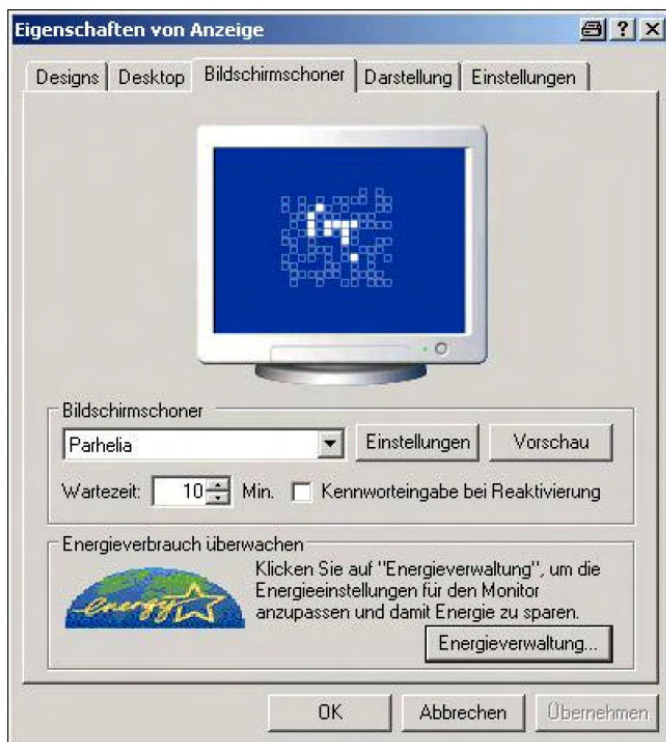 Eigenschaften von Anzeige
Designs Desktop Bildschirmschoner Darstellung Einstellungen
Bildschirmschoner
Parhelia Einstellungen Vorschau
Wartezeit: 10 Min. Kennworteingabe bei Reaktivierung
Energieverbrauch überwachen
Klicken Sie auf "Energieverwaltung", um die
Energieeinstellungen für den Monitor
anzupassen und damit Energie zu sparen.
energy
Energieverwaltung...
OK Abbrechen Übernehmen